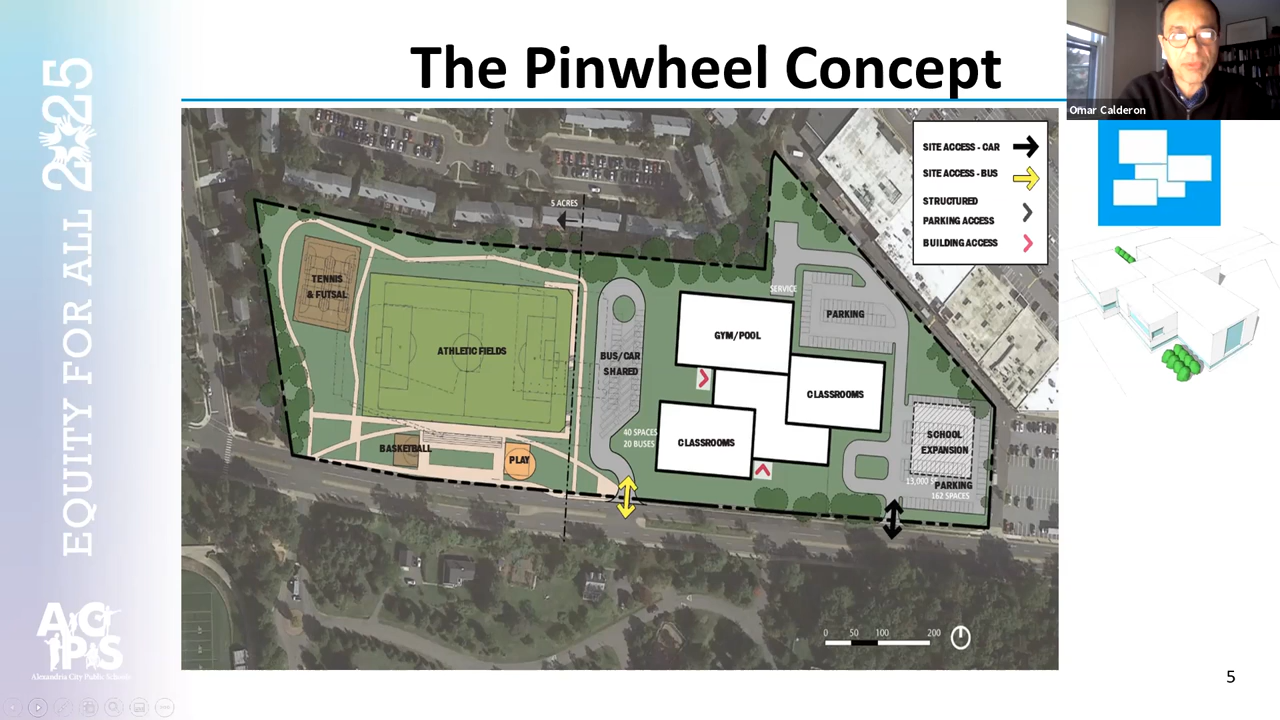 The Pinwheel Concept
Omar Calderon
EQUITY FOR ALL 2025
ACPS
Alexandria City Public Schools
SITE ACCESS - CAR
SITE ACCESS - BUS
STRUCTURED
PARKING ACCESS
BUILDING ACCESS
5 ACRES
TENNIS
& FUTSAL
ATHLETIC FIELDS
BUS/CAR
SHARED
SERVICE
GYM/POOL
PARKING
CLASSROOMS
CLASSROOMS
40 SPACES
20 BUSES
BASKETBALL
PLAY
SCHOOL
EXPANSION
13,000
PARKING
162 SPACES
0 50 100 200
5